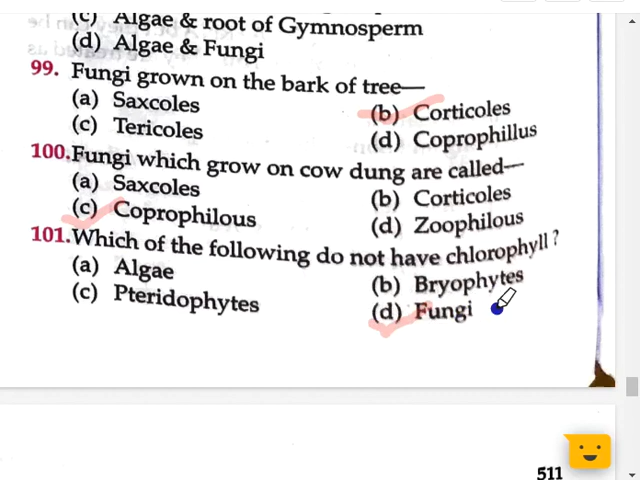 (c) Algae & root of Gymnosperm
(d) Algae & Fungi
99. Fungi grown on the bark of tree—
(a) Saxcoles (b) Corticoles
(c) Tericoles (d) Coprophillus
100. Fungi which grow on cow dung are called—
(a) Saxcoles (b) Corticoles
(c) Coprophilous (d) Zoophilous
101. Which of the following do not have chlorophyll ?
(a) Algae (b) Bryophytes
(c) Pteridophytes (d) Fungi
511